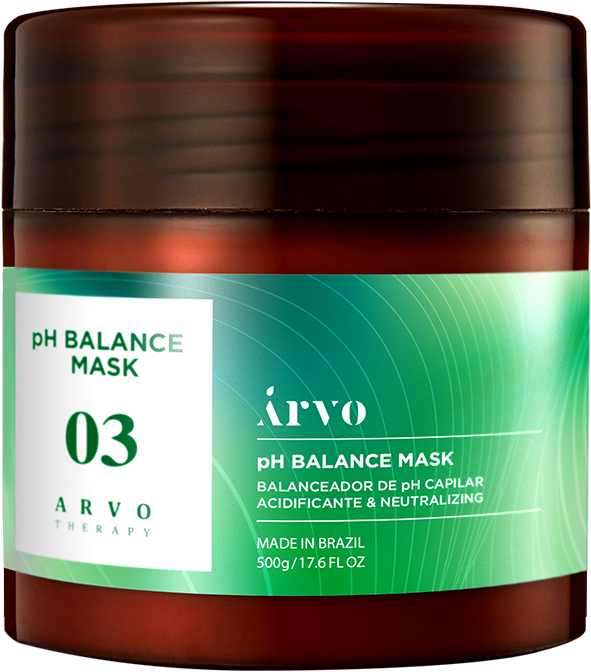 pH BALANCE
MASK
03
ARVO
THERAPY
Árvo
pH BALANCE MASK
BALANCEADOR DE pH CAPILAR
ACIDIFICANTE & NEUTRALIZING
MADE IN BRAZIL
500g/17.6 FL OZ